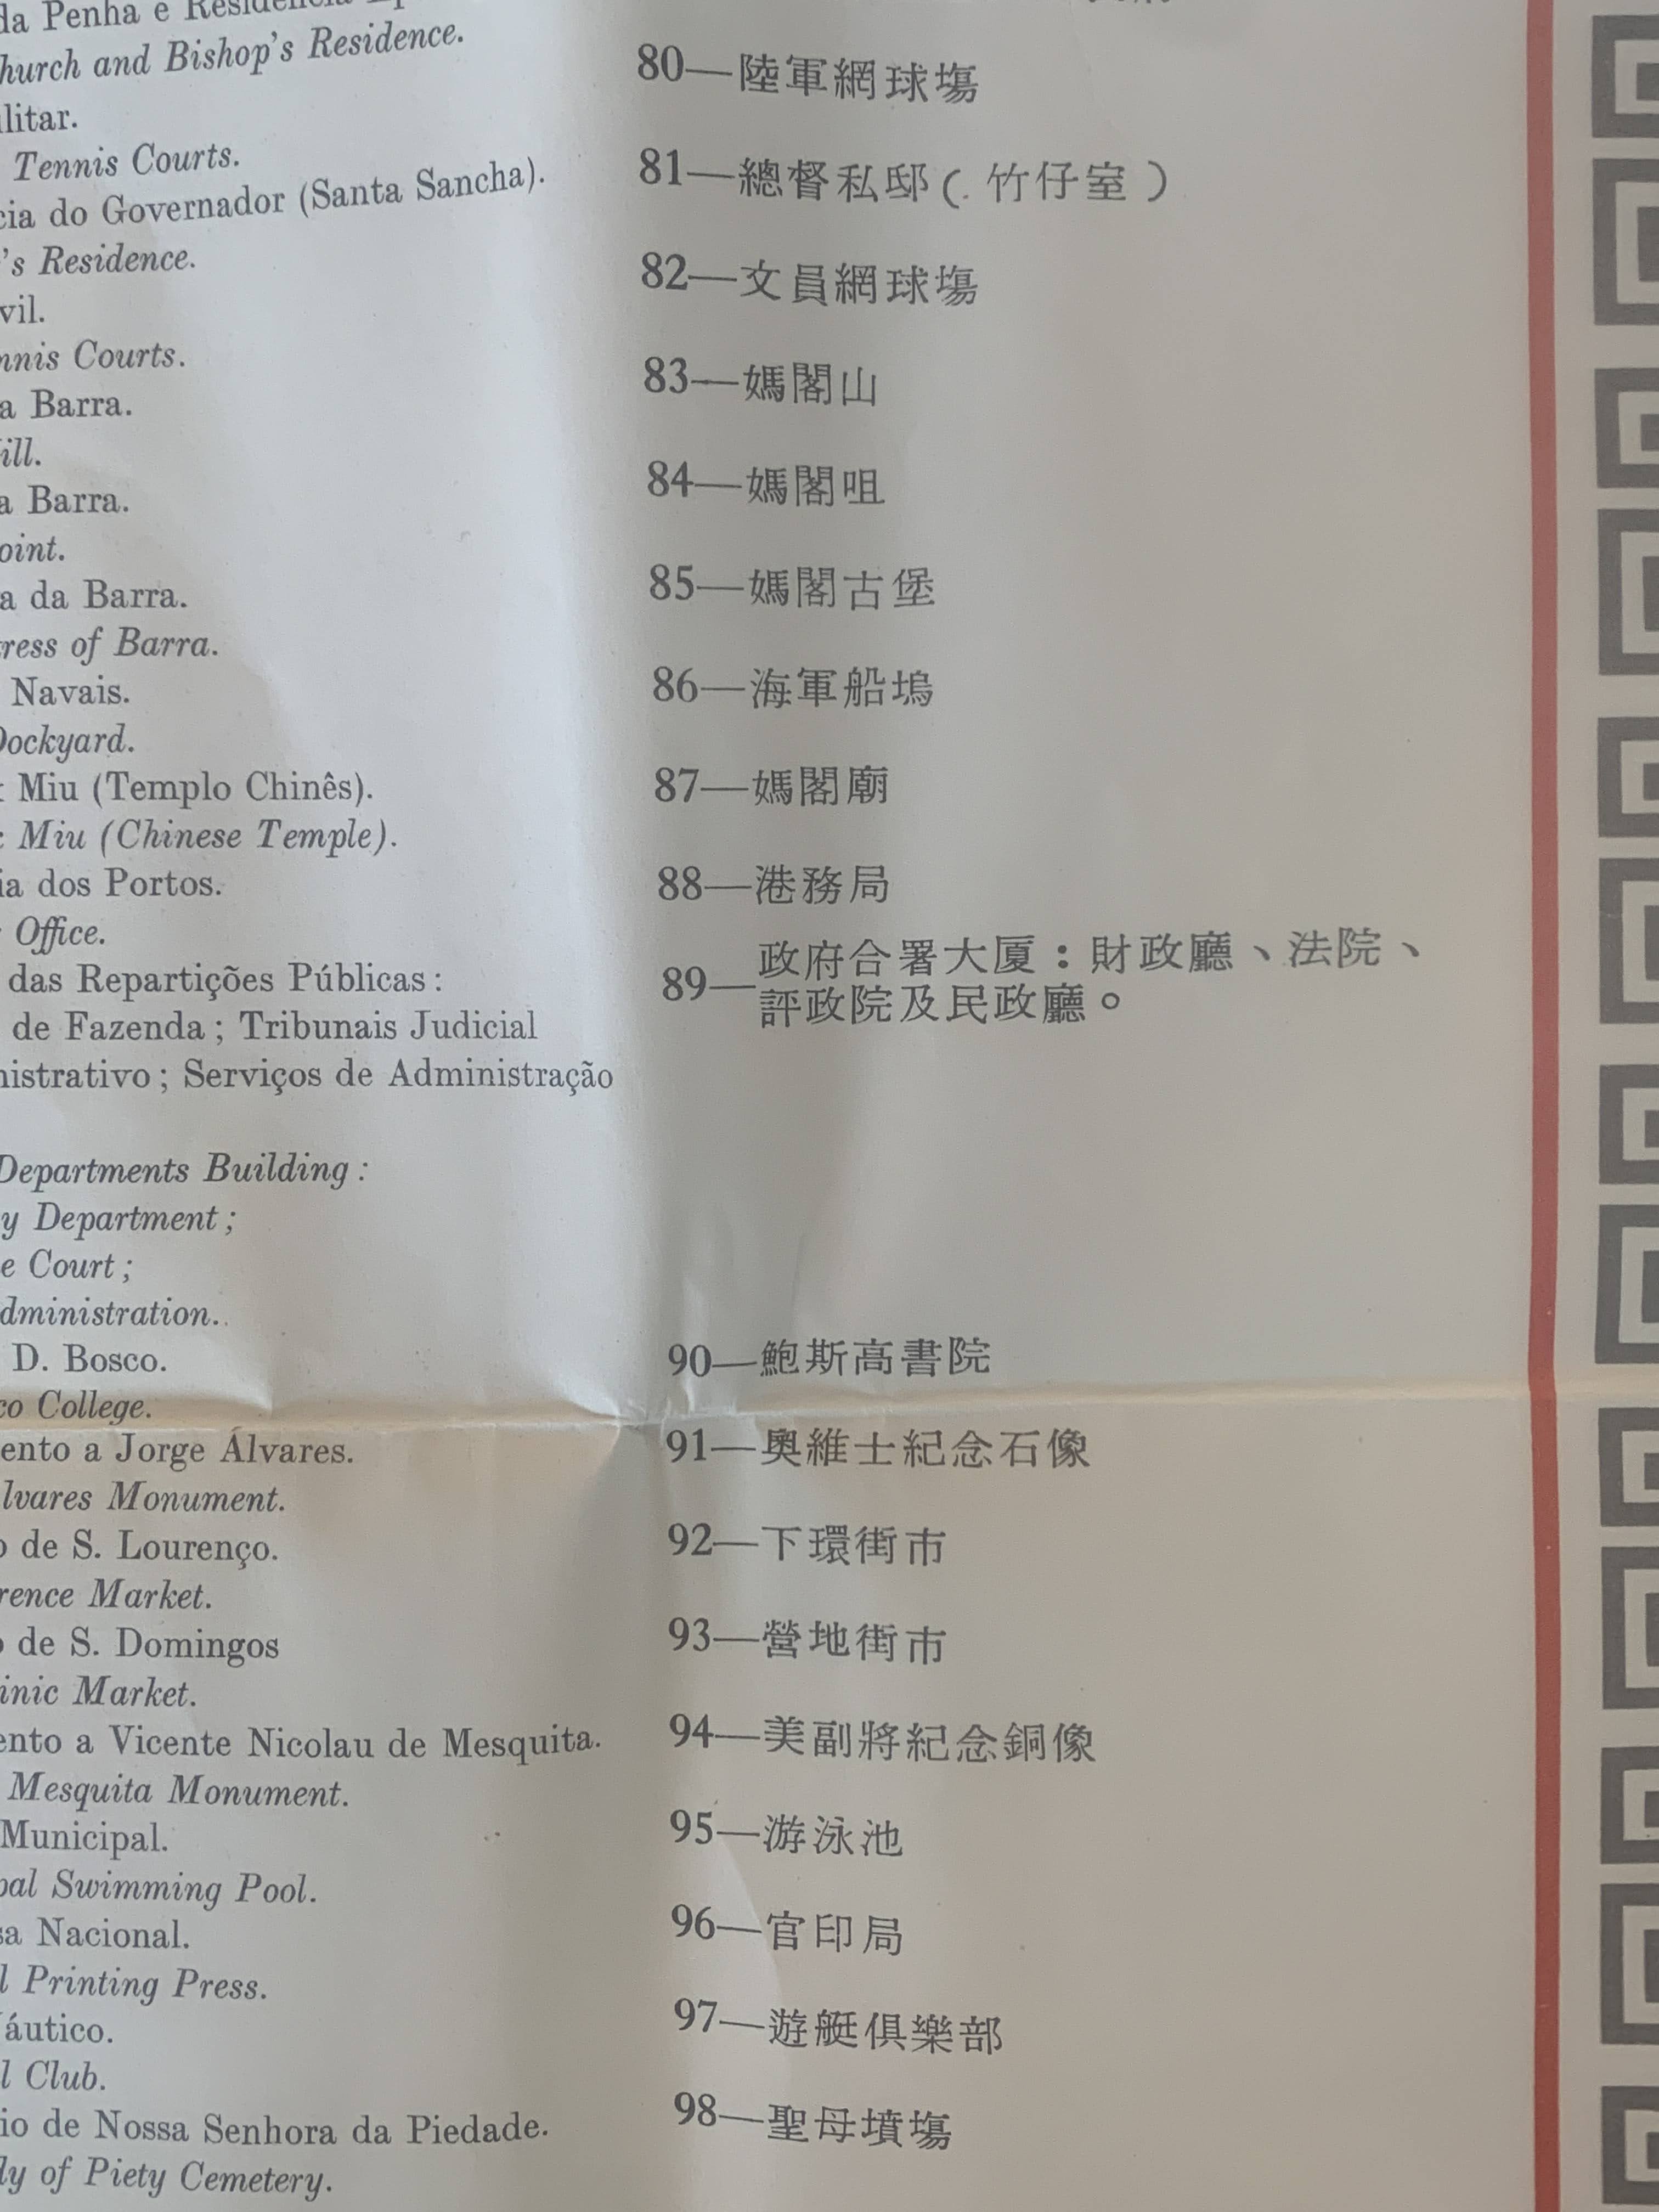 da Penha e Residência
hurch and Bishop's Residence.
80—陸軍網球塲
litar.
Tennis Courts.
81—總督私邸(竹仔室)
cia do Governador (Santa Sancha).
's Residence.
82—文員網球塲
vil.
nnis Courts.
83—媽閣山
a Barra.
ill.
84—媽閣咀
a Barra.
oint.
85—媽閣古堡
a da Barra.
ress of Barra.
86—海軍船塢
Navais.
Dockyard.
87—媽閣廟
Miu (Templo Chinês).
Miu (Chinese Temple).
88—港務局
ia dos Portos.
Office.
89—政府合署大厦：財政廳、法院、
評政院及民政廳。
das Repartições Públicas:
de Fazenda; Tribunais Judicial
nistrativo; Serviços de Administração
Departments Building:
y Department;
e Court;
dministration.
90—鮑斯高書院
D. Bosco.
co College.
91—奧維士紀念石像
ento a Jorge Álvares.
lvares Monument.
92—下環街市
o de S. Lourenço.
rence Market.
93—營地街市
o de S. Domingos
inic Market.
94—美副將紀念銅像
ento a Vicente Nicolau de Mesquita.
Mesquita Monument.
95—游泳池
Municipal.
pal Swimming Pool.
96—官印局
sa Nacional.
l Printing Press.
97—遊艇俱樂部
áutico.
l Club.
98—聖母墳塲
io de Nossa Senhora da Piedade.
dy of Piety Cemetery.